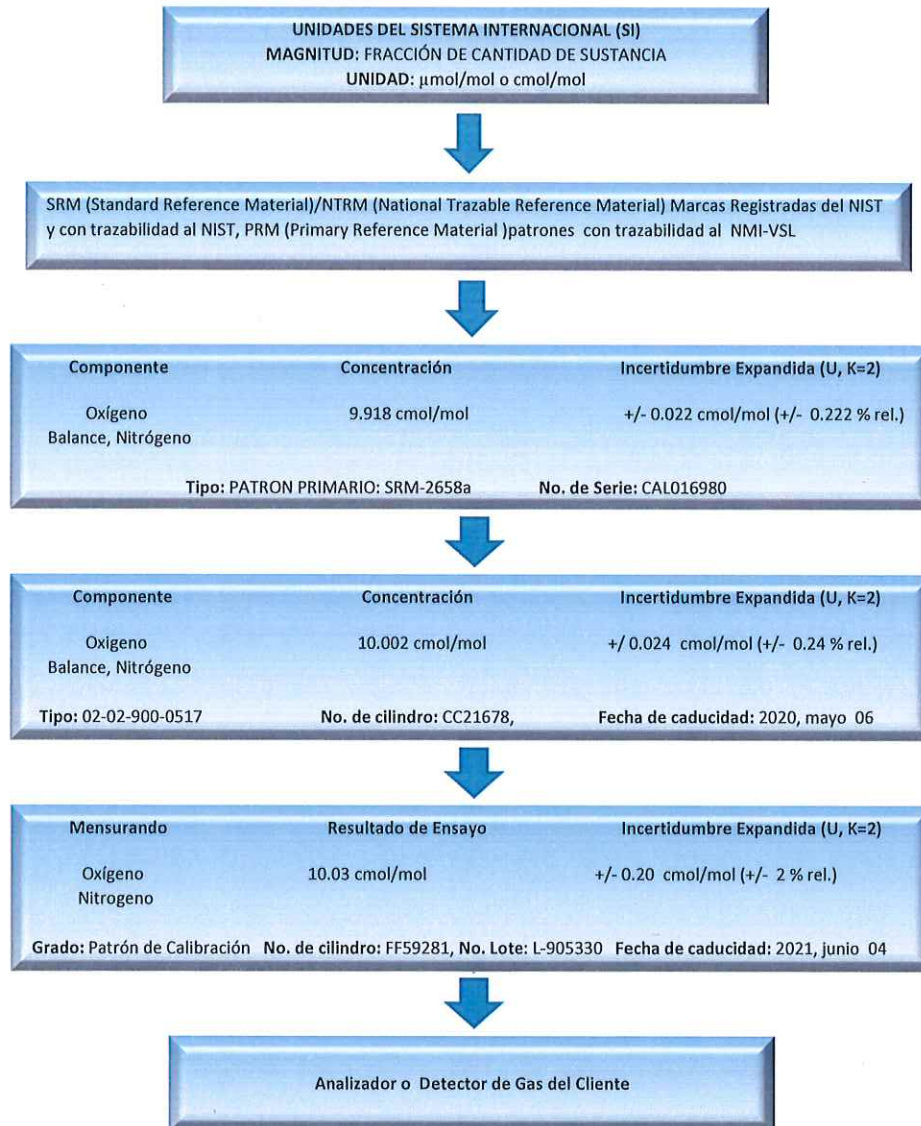 UNIDADES DEL SISTEMA INTERNACIONAL (SI)
MAGNITUD: FRACCIÓN DE CANTIDAD DE SUSTANCIA
UNIDAD: µmol/mol o cmol/mol
SRM (Standard Reference Material)/NTRM (National Trazable Reference Material) Marcas Registradas del NIST
y con trazabilidad al NIST, PRM (Primary Reference Material )patrones con trazabilidad al NMI-VSL
Componente Concentración Incertidumbre Expandida (U, K=2)
Oxígeno 9.918 cmol/mol +/- 0.022 cmol/mol (+/- 0.222 % rel.)
Balance, Nitrógeno
Tipo: PATRON PRIMARIO: SRM-2658a No. de Serie: CAL016980
Componente Concentración Incertidumbre Expandida (U, K=2)
Oxigeno 10.002 cmol/mol +/ 0.024 cmol/mol (+/- 0.24 % rel.)
Balance, Nitrógeno
Tipo: 02-02-900-0517 No. de cilindro: CC21678, Fecha de caducidad: 2020, mayo 06
Mensurando Resultado de Ensayo Incertidumbre Expandida (U, K=2)
Oxígeno 10.03 cmol/mol +/- 0.20 cmol/mol (+/- 2 % rel.)
Nitrogeno
Grado: Patrón de Calibración No. de cilindro: FF59281, No. Lote: L-905330 Fecha de caducidad: 2021, junio 04
Analizador o Detector de Gas del Cliente